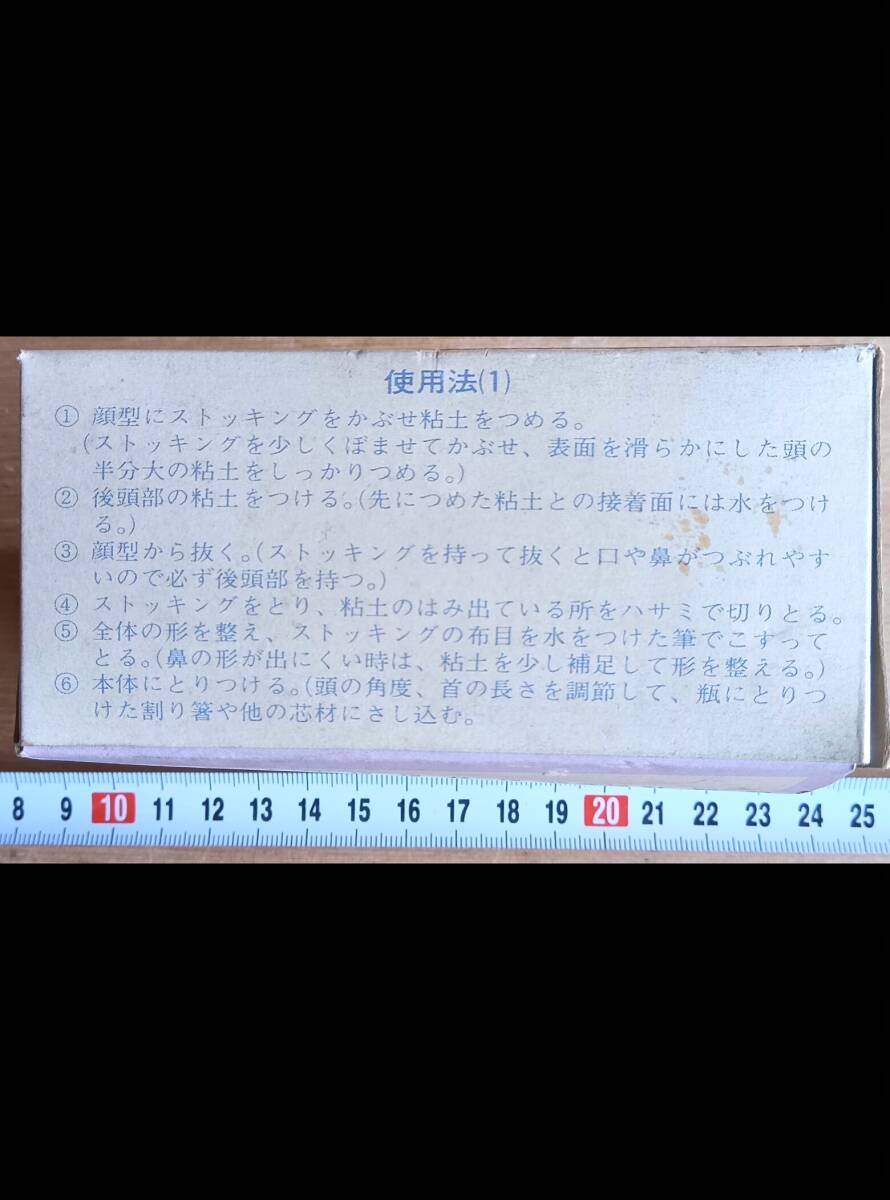 使用法(1)
① 顔型にストッキングをかぶせ粘土をつめる。
(ストッキングを少しくぼませてかぶせ、表面を滑らかにした頭の
半分大の粘土をしっかりつめる。)
② 後頭部の粘土をつける。(先につめた粘土との接着面には水をつけ
る。)
③ 顔型から抜く。(ストッキングを持って抜くと口や鼻がつぶれやす
いので必ず後頭部を持つ。)
④ ストッキングをとり、粘土のはみ出ている所をハサミで切りとる。
⑤ 全体の形を整え、ストッキングの布目を水をつけた筆でこすって
とる。(鼻の形が出にくい時は、粘土を少し補足して形を整える。)
⑥ 本体にとりつける。(頭の角度、首の長さを調節して、瓶にとりつ
けた割り箸や他の芯材にさし込む。
8 9 10 11 12 13 14 15 16 17 18 19 20 21 22 23 24 25